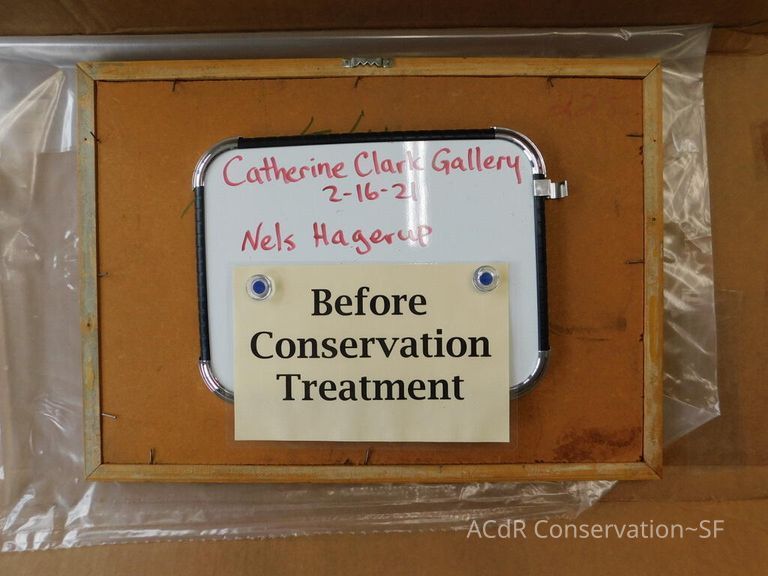 Catherine Clark Gallery
2-16-21
Nels Hagerup
Before
Conservation
Treatment
ACdR Conservation~SF